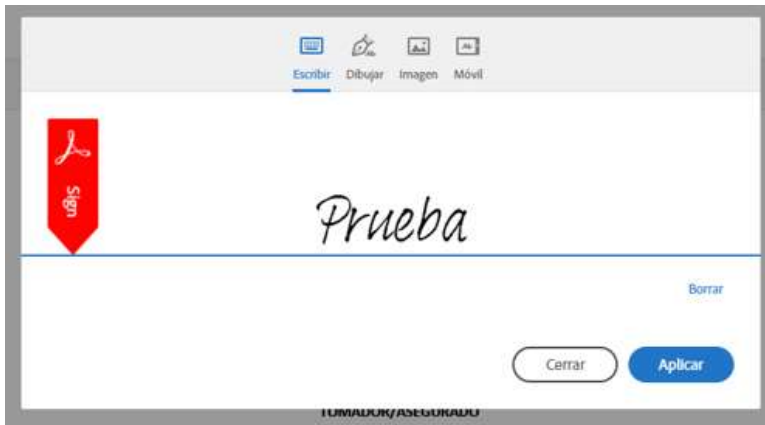 Escribir Dibujar Imagen Móvil
Sign
Prueba
Borrar
Cerrar Aplicar
TOMADOR/ASEGURADO